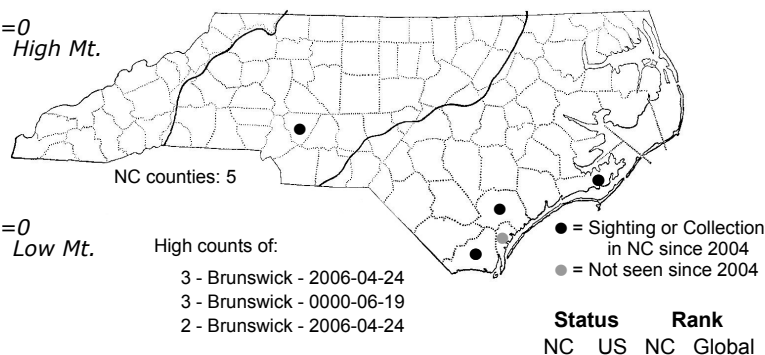 =0
High Mt.
NC counties: 5
=0
Low Mt.
High counts of:
3 - Brunswick - 2006-04-24
3 - Brunswick - 0000-06-19
2 - Brunswick - 2006-04-24
● = Sighting or Collection
in NC since 2004
● = Not seen since 2004
Status Rank
NC US NC Global